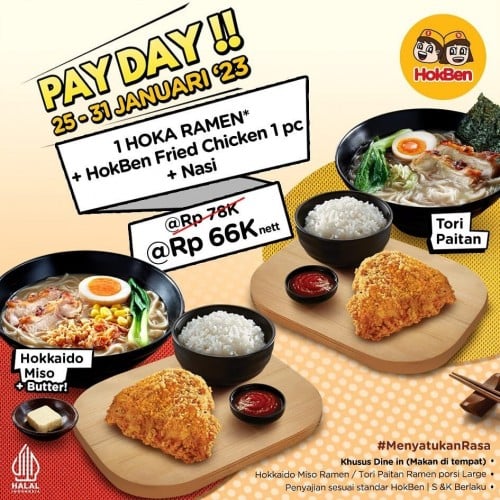 PAY DAY !!
25 - 31 JANUARI '23
HokBen
1 HOKA RAMEN*
+ HokBen Fried Chicken 1 pc
+ Nasi
@Rp 78K
@Rp 66K nett
Tori
Paitan
Hokkaido
Miso
+ Butter!
#MenyatukanRasa
Khusus Dine in (Makan di tempat) •
Hokkaido Miso Ramen / Tori Paitan Ramen porsi Large •
Penyajian sesuai standar HokBen | S &K Berlaku •
HALAL
INDONESIA